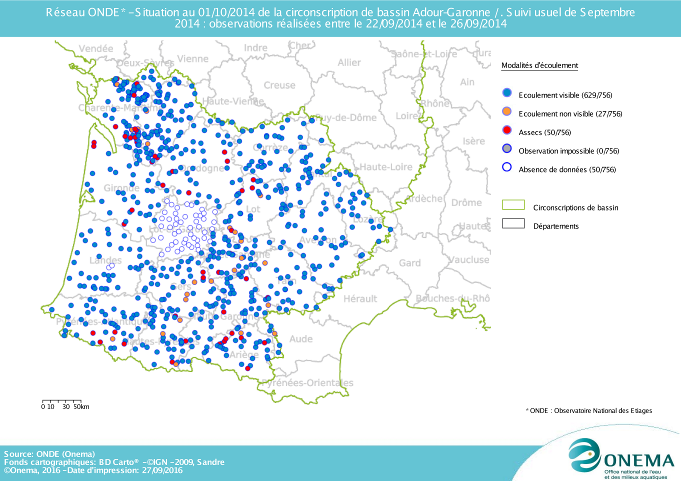 Réseau ONDE* -Situation au 01/10/2014 de la circonscription de bassin Adour-Garonne /. Suivi usuel de Septembre
2014 : observations réalisées entre le 22/09/2014 et le 26/09/2014
Vendée
Deux-Sèvres
Vienne
Indre
Cher
Allier
Saône-et-Loire
Jura
Ain
Creuse
Haute-Vienne
Charente-Maritime
Puy-de-Dôme
Loire
Rhône
Isère
Corrèze
Haute-Loire
Dordogne
Gironde
Lot
Ardèche
Drôme
Lozère
Aveyron
Landes
Gard
Vaucluse
Gers
Hérault
Bouches-du-Rhô
Pyrénées-Atlantiques
Aude
Ariège
Pyrénées-Orientales
Modalités d'écoulement
Ecoulement visible (629/756)
Ecoulement non visible (27/756)
Assecs (50/756)
Observation impossible (0/756)
Absence de données (50/756)
Circonscriptions de bassin
Départements
0 10 30 50km
* ONDE : Observatoire National des Etiages
Source: ONDE (Onema)
Fonds cartographiques: BD Carto® -©IGN -2009, Sandre
©Onema, 2016 -Date d'impression: 27/09/2016
ONEMA
Office national de l'eau
et des milieux aquatiques